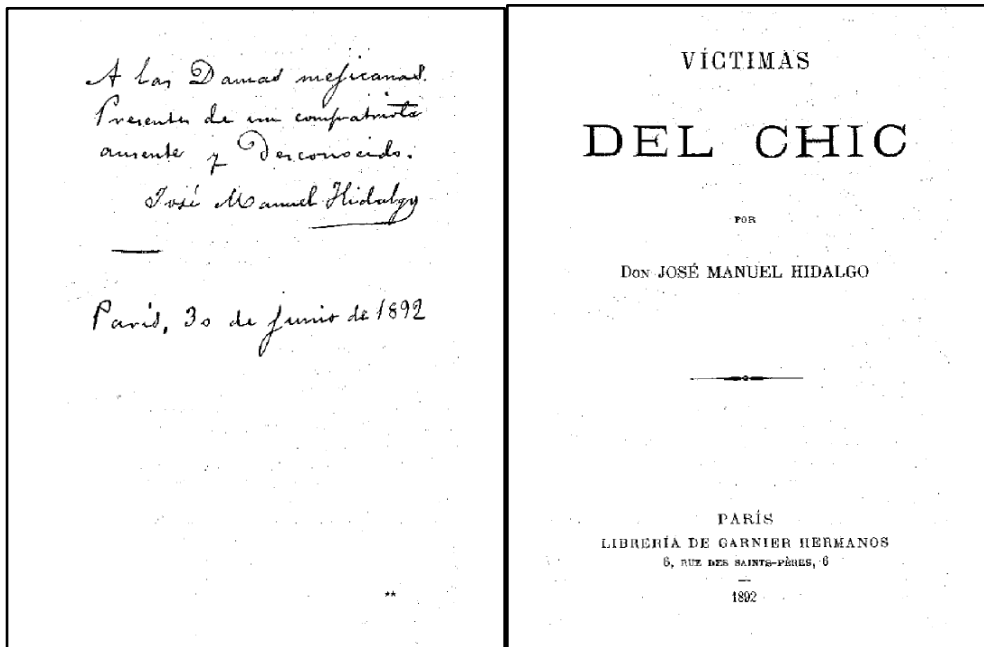 A las Damas mejicanas.
Presente de un compatriota
ausente y desconocido.
José Manuel Hidalgo
París, 30 de junio de 1892
**
VÍCTIMAS
DEL CHIC
POR
DON JOSÉ MANUEL HIDALGO
PARÍS
LIBRERÍA DE GARNIER HERMANOS
6, RUE DES SAINTS-PÈRES, 6
1892